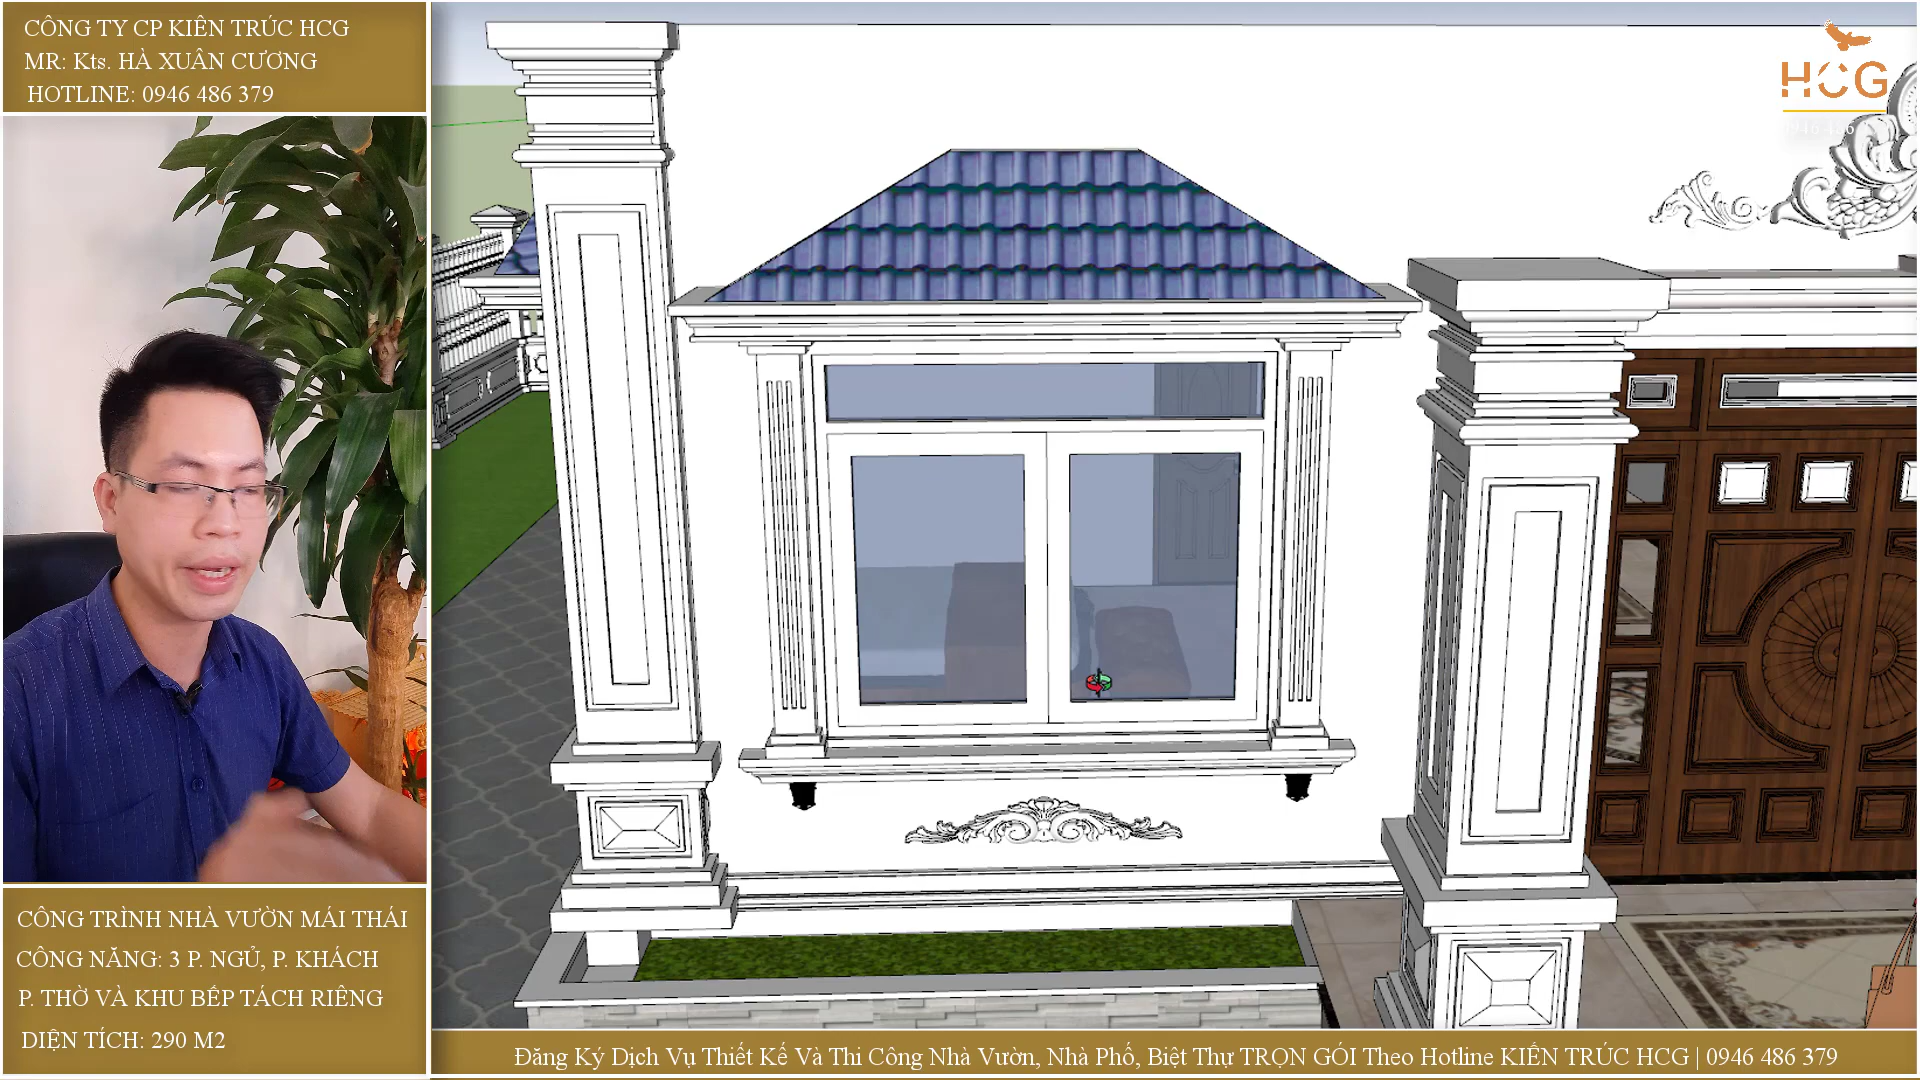 CÔNG TY CP KIÊN TRÚC HCG
MR: Kts. HÀ XUÂN CƯƠNG
HOTLINE: 0946 486 379
HCG
CÔNG TRÌNH NHÀ VƯỜN MÁI THÁI
CÔNG NĂNG: 3 P. NGỦ, P. KHÁCH
P. THỜ VÀ KHU BẾP TÁCH RIÊNG
DIỆN TÍCH: 290 M2
Đăng Ký Dịch Vụ Thiết Kế Và Thi Công Nhà Vườn, Nhà Phố, Biệt Thự TRỌN GÓI Theo Hotline KIẾN TRÚC HCG | 0946 486 379